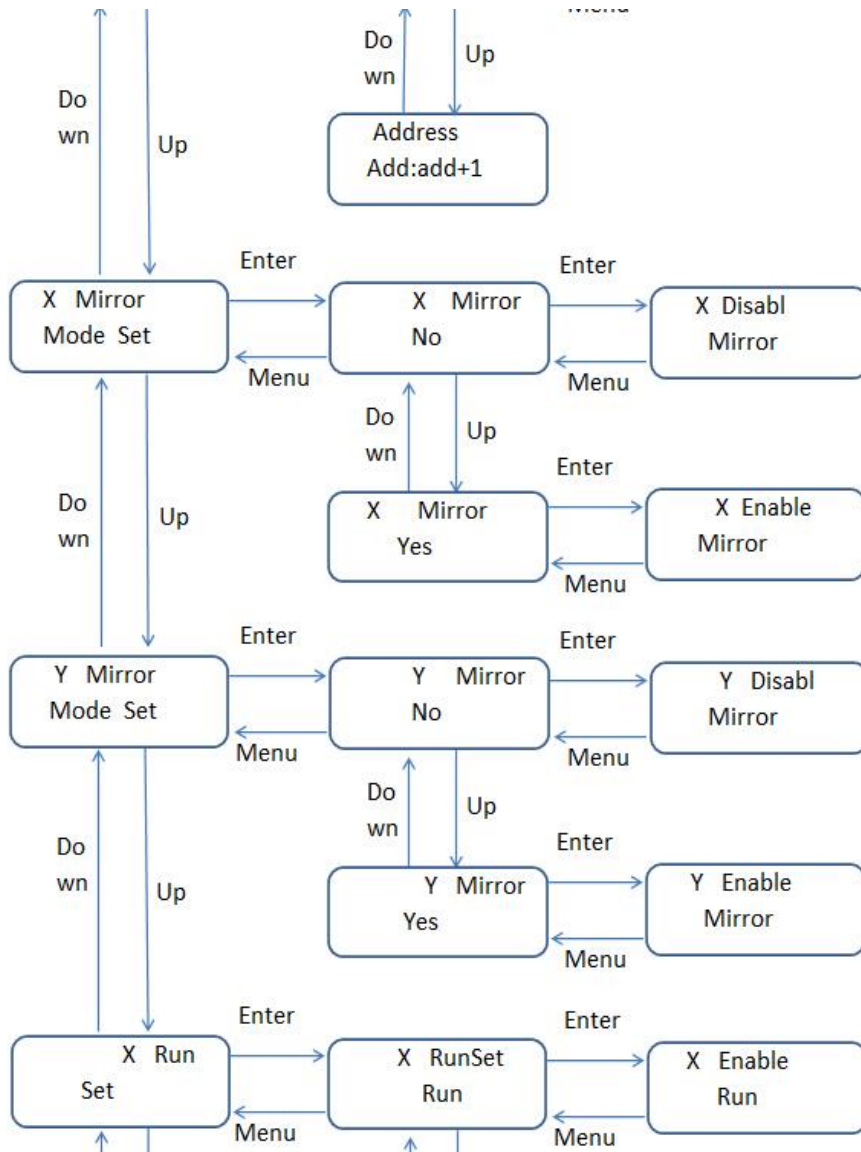 Menu
Do
wn
Up
Do
wn
Up
Address
Add:add+1
Enter
Enter
X Mirror
Mode Set
X Mirror
No
X Disabl
Mirror
Menu
Menu
Do
wn
Up
Enter
Do
wn
Up
X Mirror
Yes
X Enable
Mirror
Menu
Enter
Enter
Y Mirror
Mode Set
Y Mirror
No
Y Disabl
Mirror
Menu
Menu
Do
wn
Up
Enter
Do
wn
Up
Y Mirror
Yes
Y Enable
Mirror
Menu
Enter
Enter
X Run
Set
X RunSet
Run
X Enable
Run
Menu
Menu